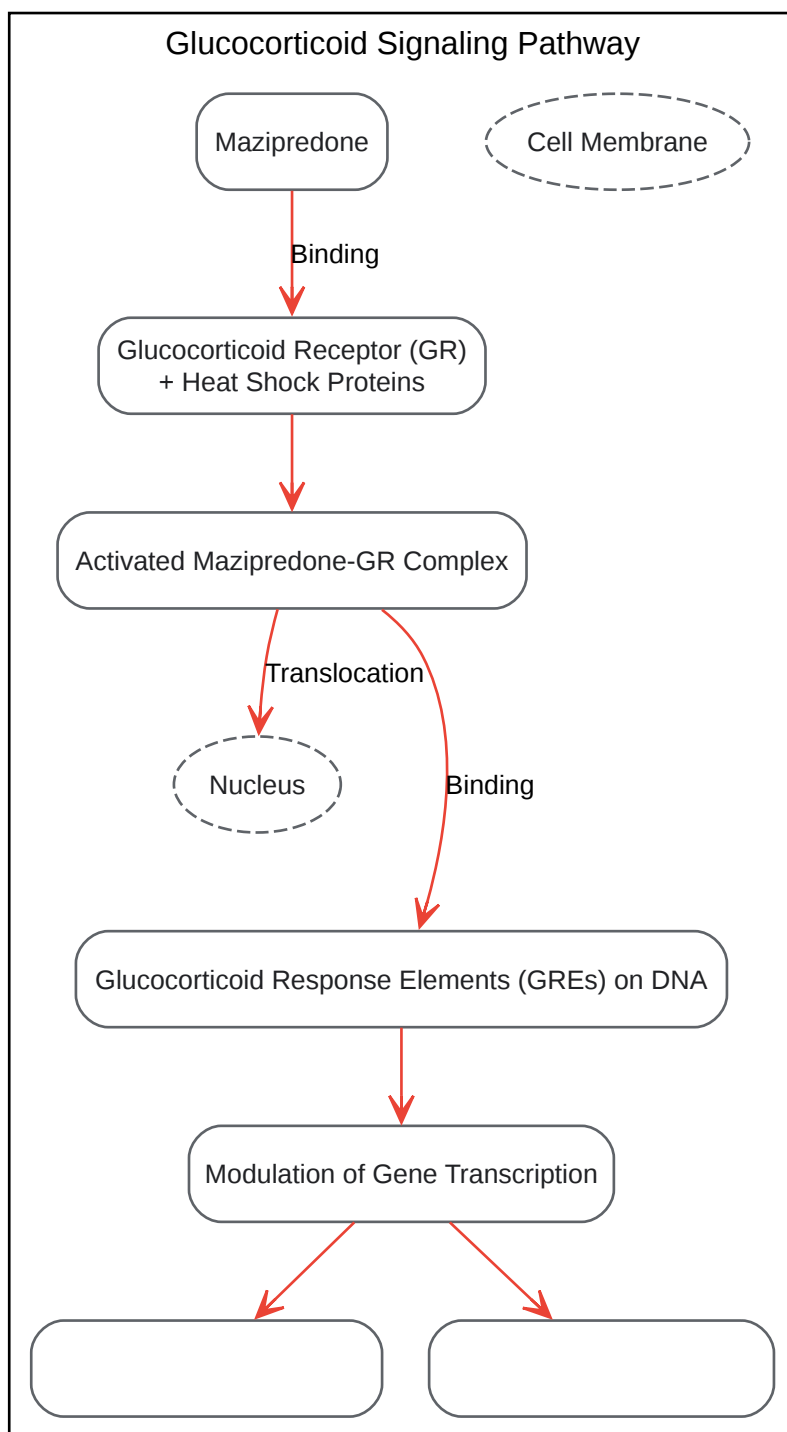 Glucocorticoid Signaling Pathway
Mazipredone
Cell Membrane
Binding
Glucocorticoid Receptor (GR)
+ Heat Shock Proteins
Activated Mazipredone-GR Complex
Translocation
Nucleus
Binding
Glucocorticoid Response Elements (GREs) on DNA
Modulation of Gene Transcription